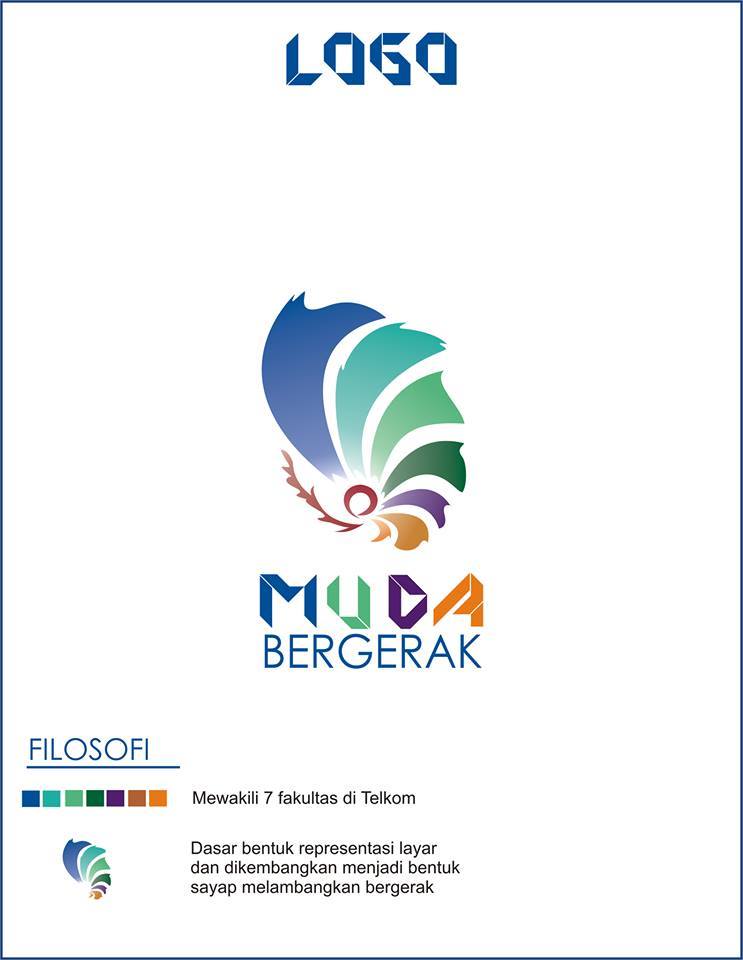 LOGO
MUDA
BERGERAK
FILOSOFI
Mewakili 7 fakultas di Telkom
Dasar bentuk representasi layar
dan dikembangkan menjadi bentuk
sayap melambangkan bergerak